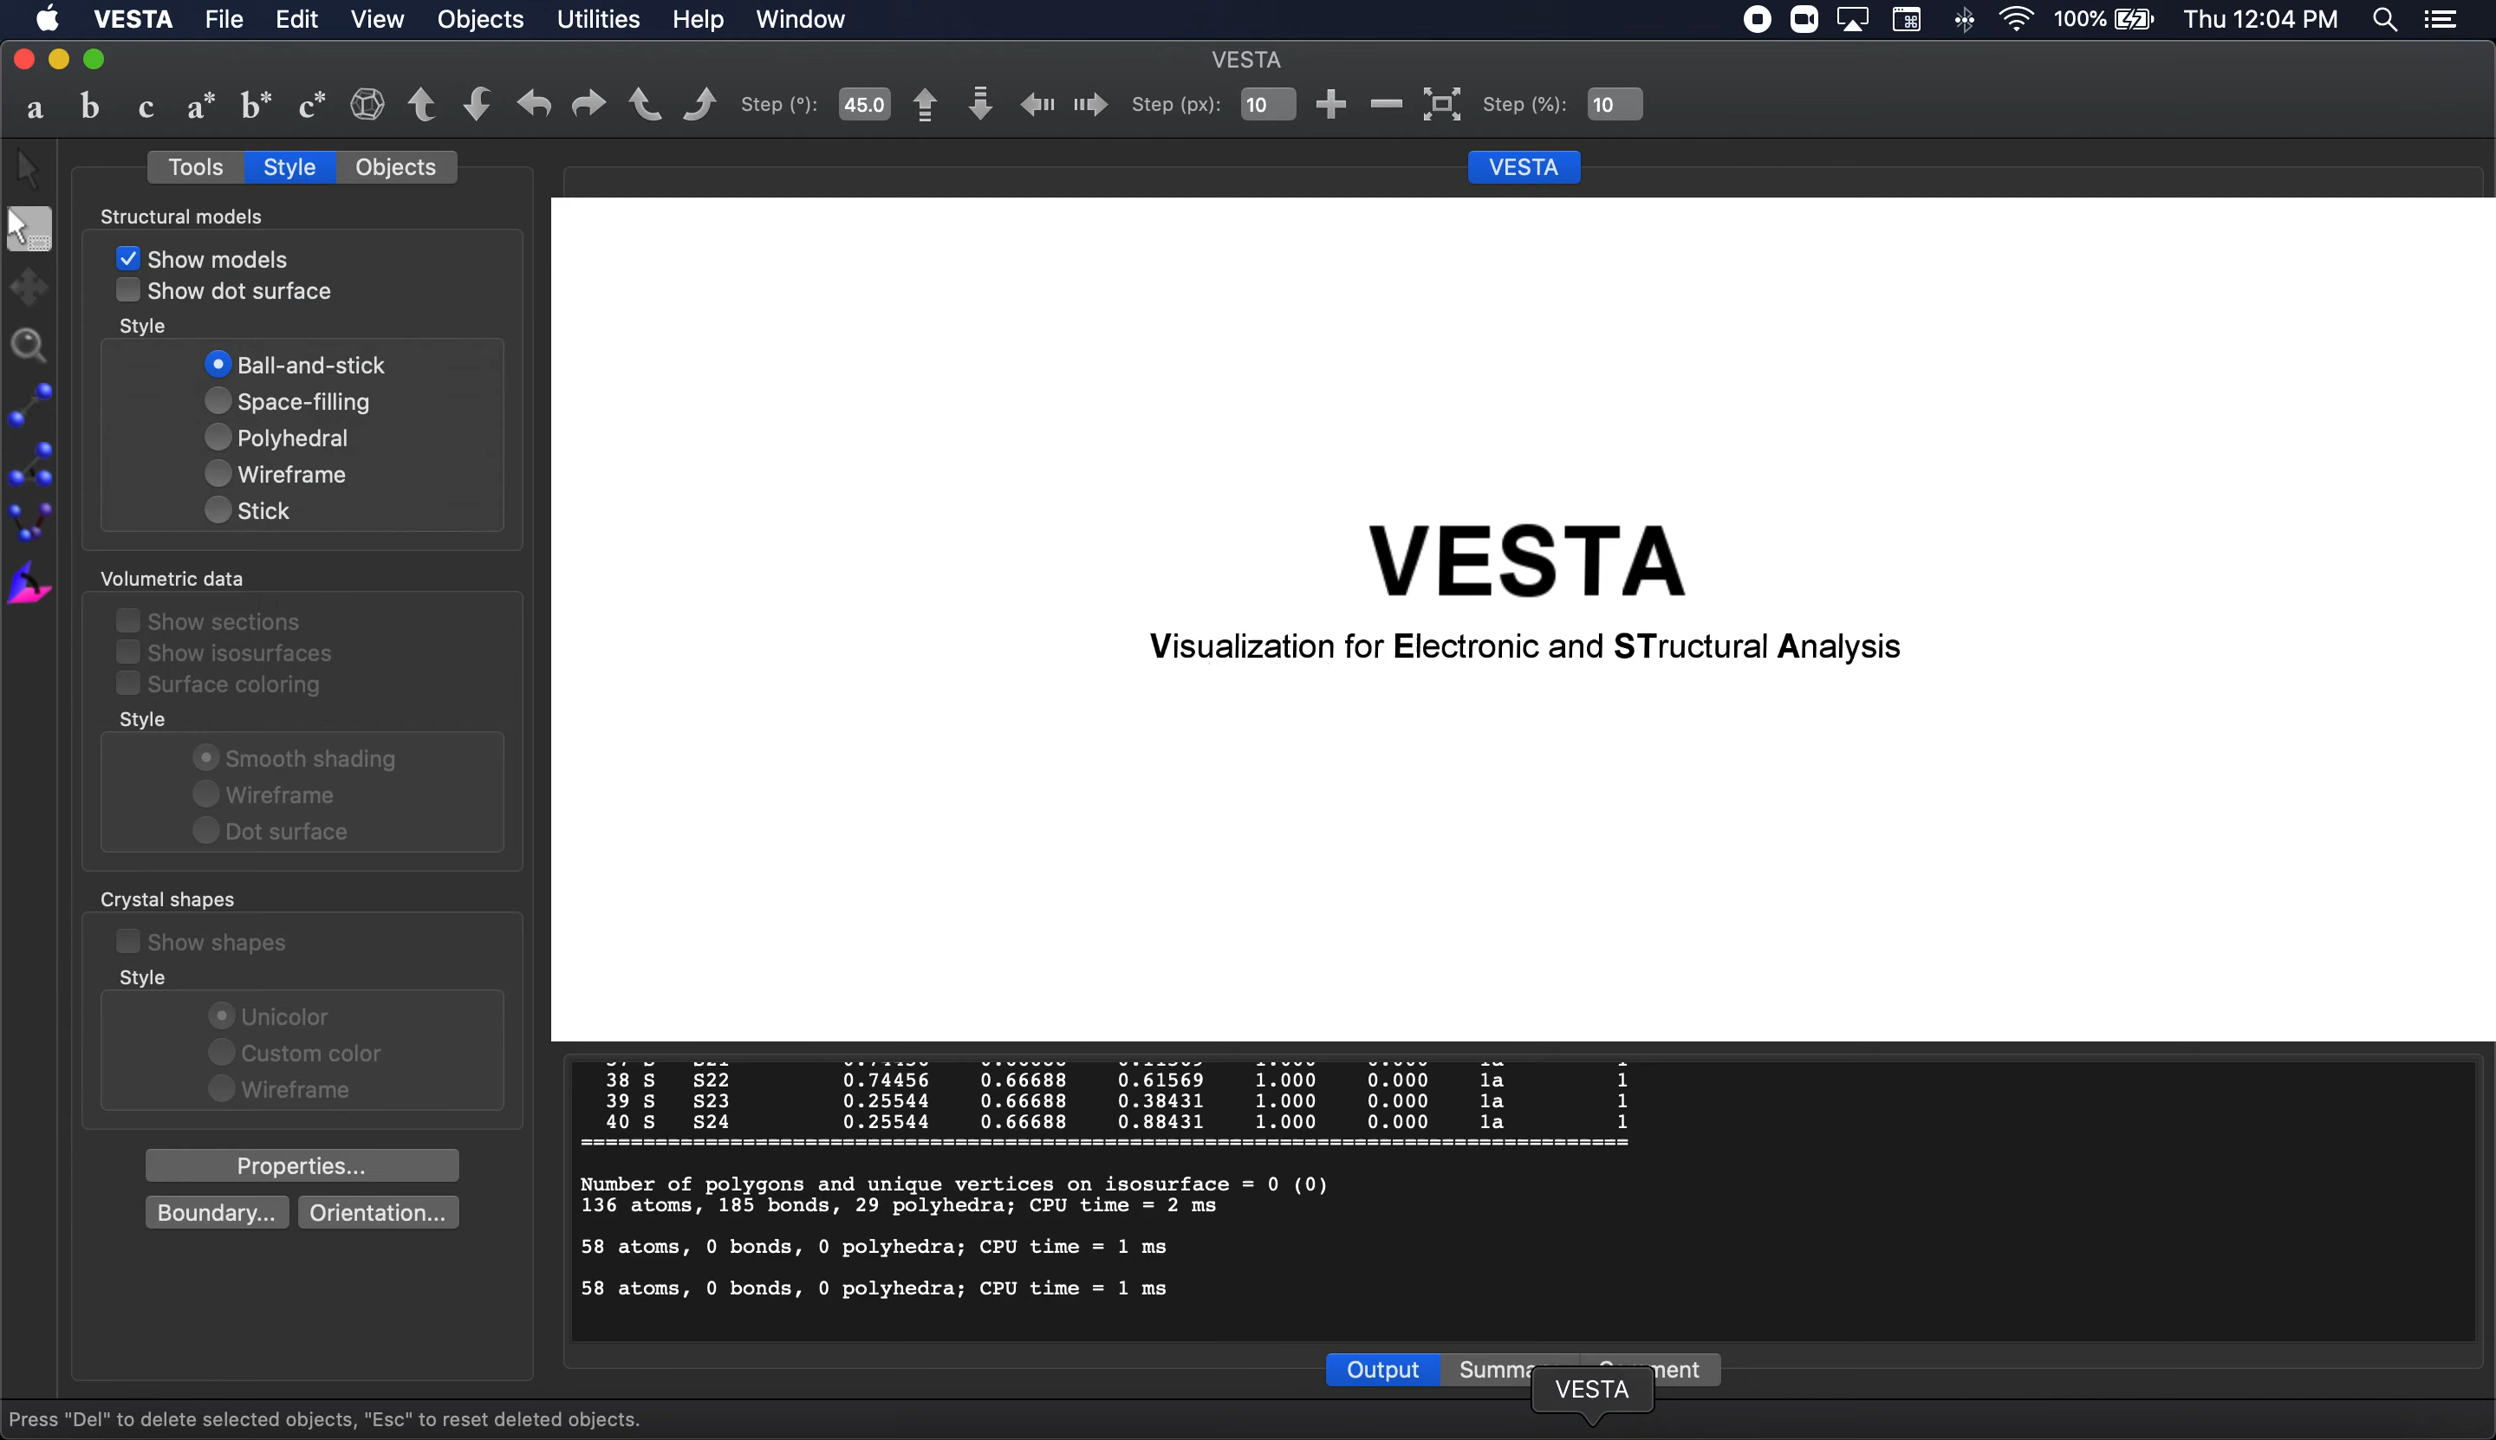 VESTA File Edit View Objects Utilities Help Window 100% Thu 12:04 PM
VESTA
a b c a* b* c* Step (°): 45.0 Step (px): 10 Step (%): 10
Tools Style Objects
VESTA
Structural models
Show models
Show dot surface
Style
Ball-and-stick
Space-filling
Polyhedral
Wireframe
Stick
Volumetric data
Show sections
Show isosurfaces
Surface coloring
Style
Smooth shading
Wireframe
Dot surface
Crystal shapes
Show shapes
Style
Unicolor
Custom color
Wireframe
Properties...
Boundary... Orientation...
VESTA
Visualization for Electronic and STructural Analysis
38 S S22 0.74456 0.66688 0.61569 1.000 0.000 1a 1
39 S S23 0.25544 0.66688 0.38431 1.000 0.000 1a 1
40 S S24 0.25544 0.66688 0.88431 1.000 0.000 1a 1
Number of polygons and unique vertices on isosurface = 0 (0)
136 atoms, 185 bonds, 29 polyhedra; CPU time = 2 ms
58 atoms, 0 bonds, 0 polyhedra; CPU time = 1 ms
58 atoms, 0 bonds, 0 polyhedra; CPU time = 1 ms
Output
VESTA
Press "Del" to delete selected objects, "Esc" to reset deleted objects.